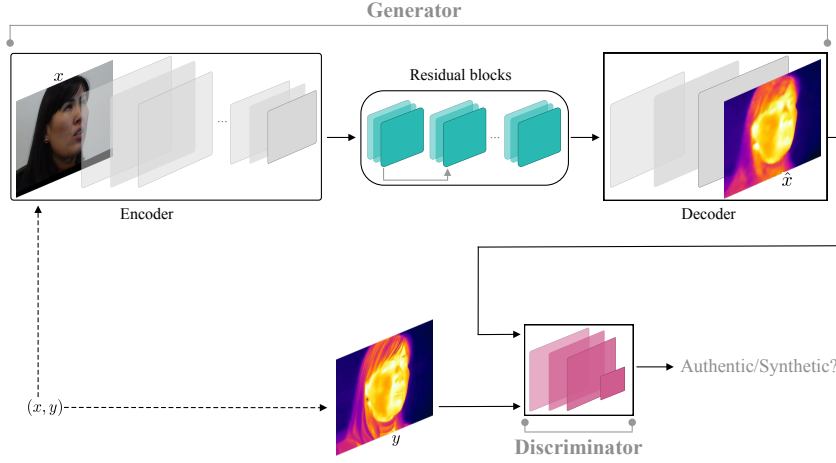 Generator
x
...
Residual blocks
...
x̂
Encoder
Decoder
Authentic/Synthetic?
(x, y)
y
Discriminator